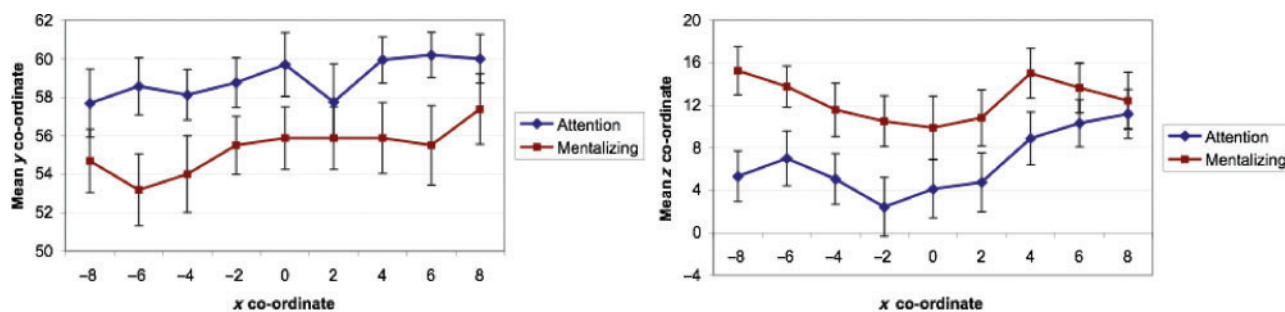 62
60
58
56
54
52
50
Mean y co-ordinate
–8 –6 –4 –2 0 2 4 6 8
x co-ordinate
Attention
Mentalizing
20
16
12
8
4
0
–4
Mean z co-ordinate
–8 –6 –4 –2 0 2 4 6 8
x co-ordinate
Attention
Mentalizing